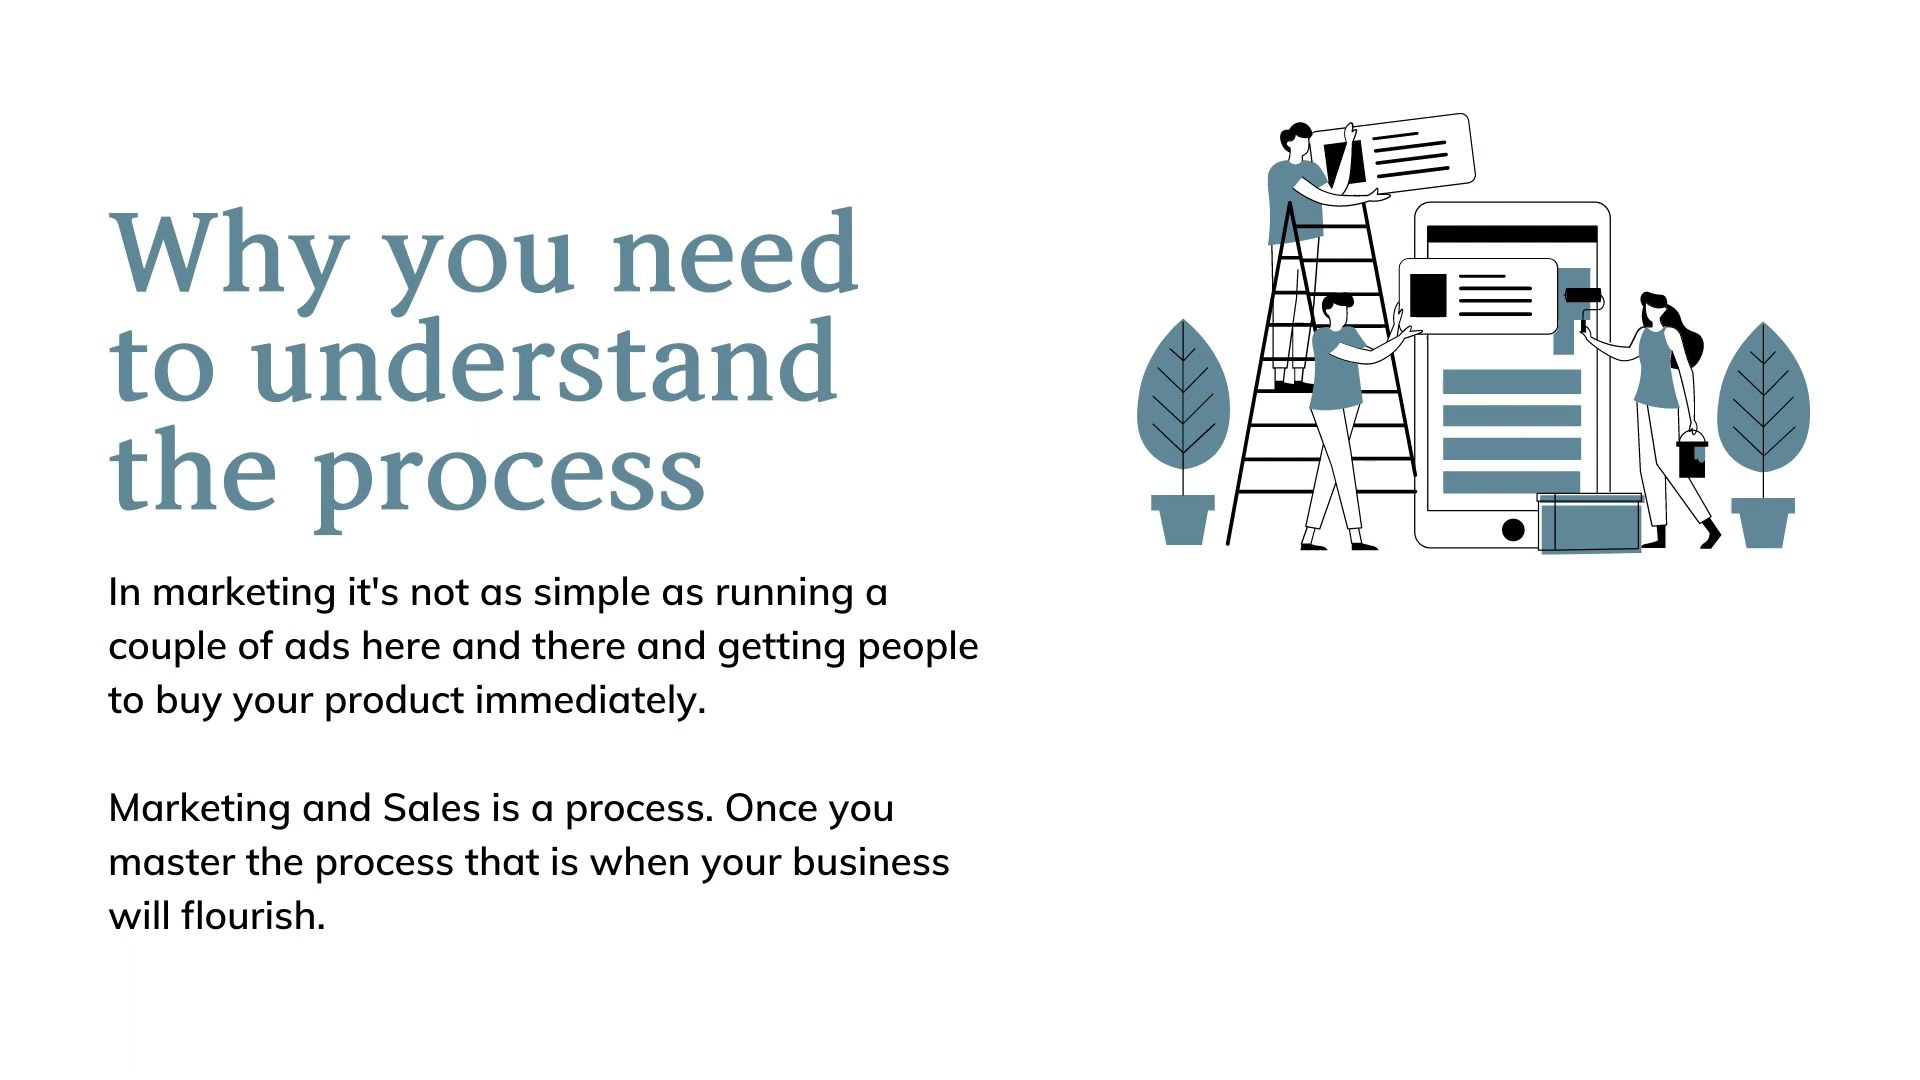 Why you need
to understand
the process
In marketing it's not as simple as running a
couple of ads here and there and getting people
to buy your product immediately.
Marketing and Sales is a process. Once you
master the process that is when your business
will flourish.